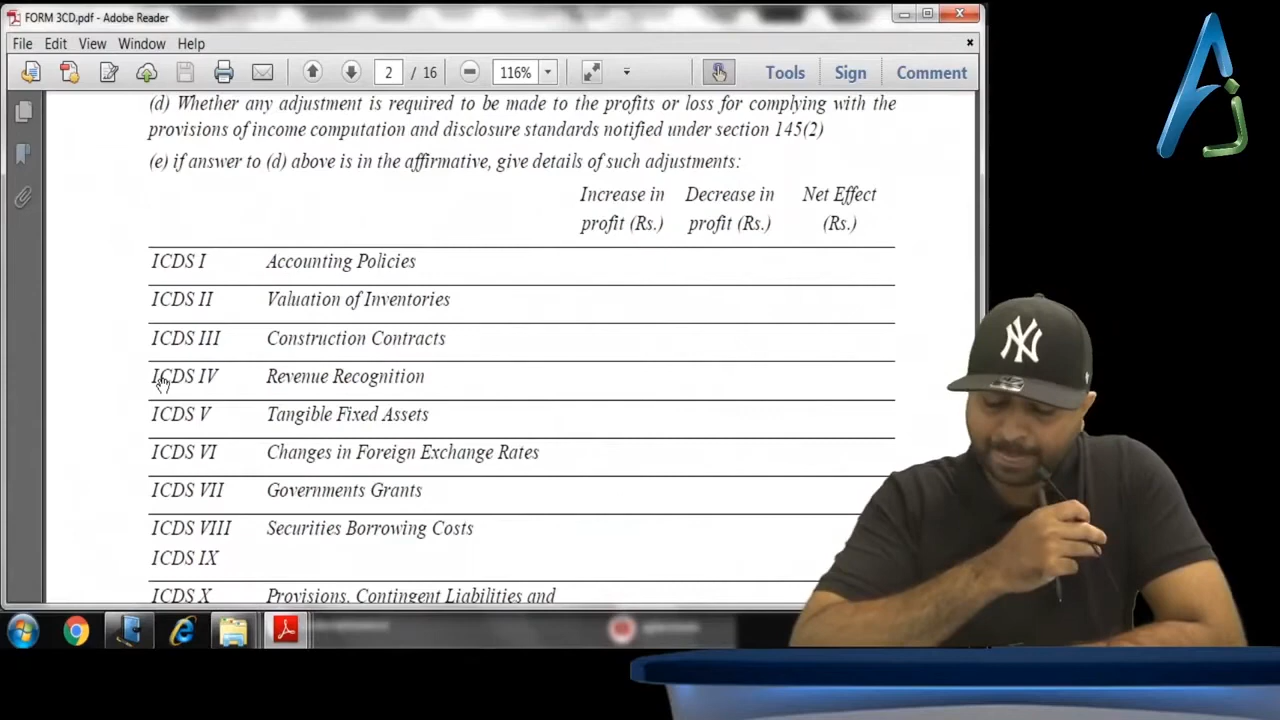 FORM 3CD.pdf - Adobe Reader
File Edit View Window Help
2 / 16 116% Tools Sign Comment
(d) Whether any adjustment is required to be made to the profits or loss for complying with the
provisions of income computation and disclosure standards notified under section 145(2)
(e) if answer to (d) above is in the affirmative, give details of such adjustments:
Increase in Decrease in Net Effect
profit (Rs.) profit (Rs.) (Rs.)
ICDS I Accounting Policies
ICDS II Valuation of Inventories
ICDS III Construction Contracts
ICDS IV Revenue Recognition
ICDS V Tangible Fixed Assets
ICDS VI Changes in Foreign Exchange Rates
ICDS VII Governments Grants
ICDS VIII Securities Borrowing Costs
ICDS IX
ICDS X Provisions, Contingent Liabilities and
NY